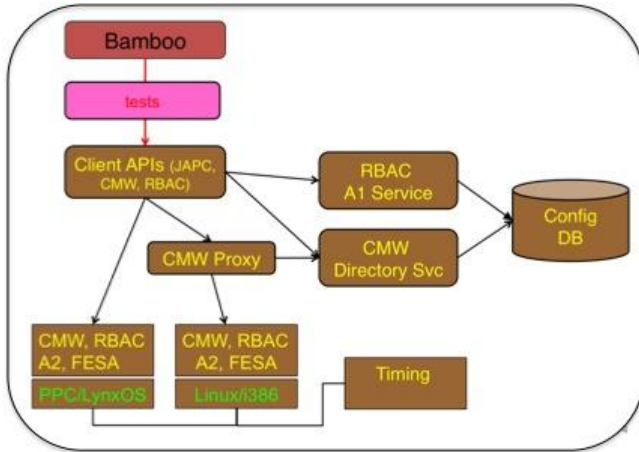 Bamboo
tests
Client APIs (JAPC,
CMW, RBAC)
RBAC
A1 Service
Config
DB
CMW Proxy
CMW
Directory Svc
CMW, RBAC
A2, FESA
PPC/LynxOS
CMW, RBAC
A2, FESA
Linux/i386
Timing